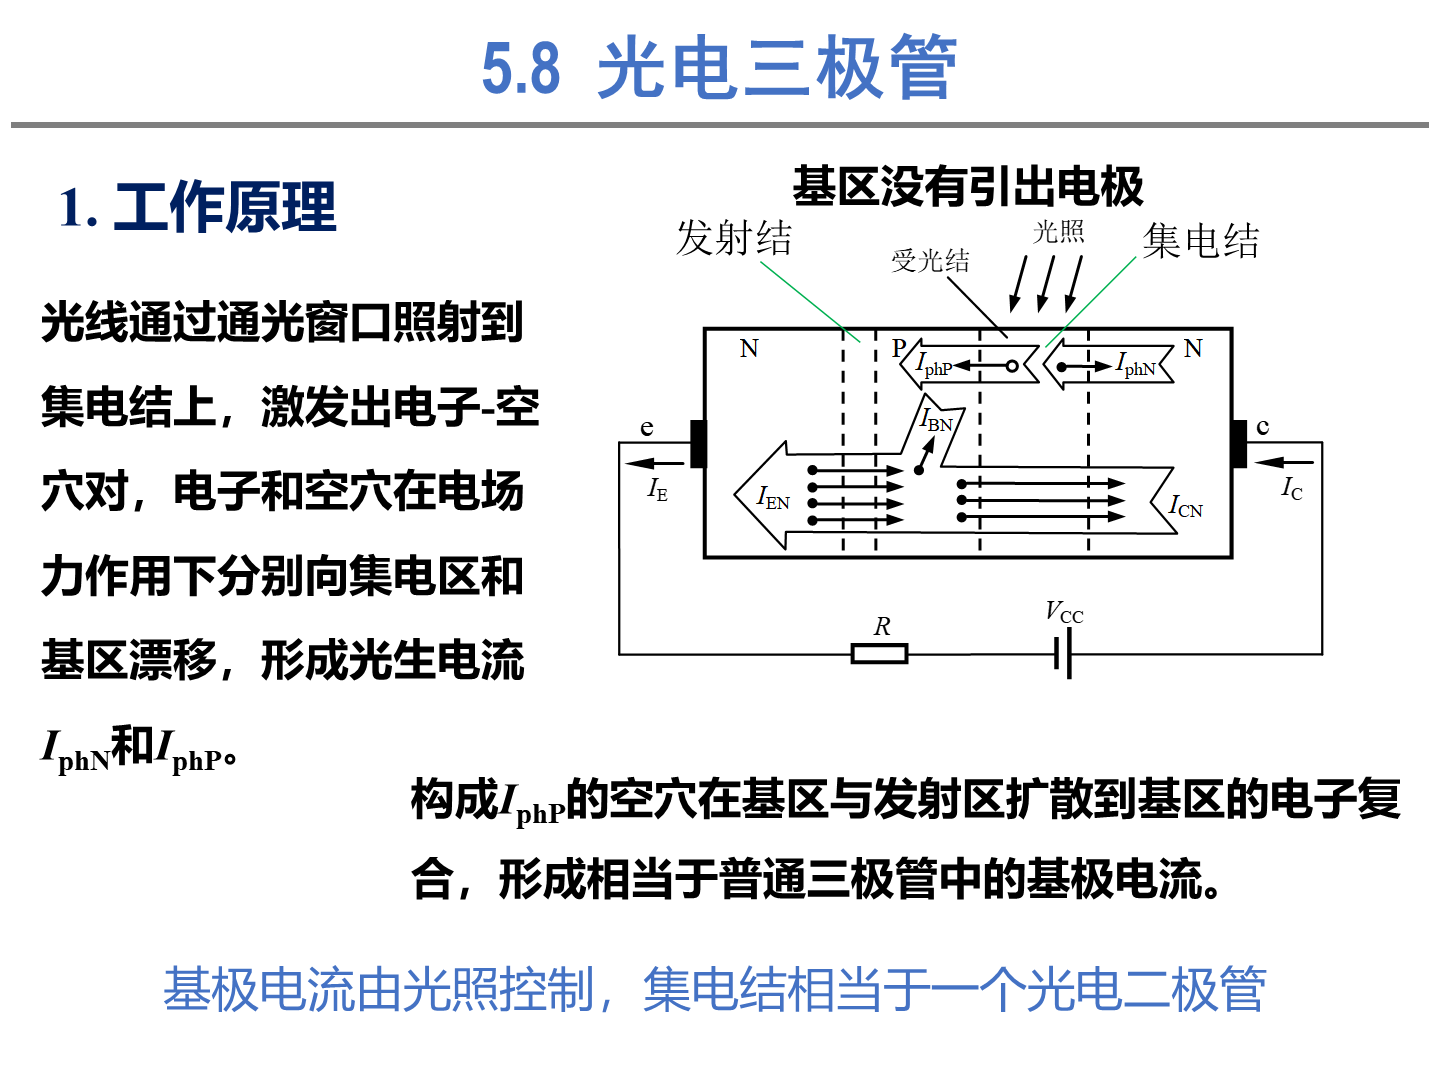 5.8 光电三极管
1. 工作原理
光线通过通光窗口照射到
集电结上，激发出电子-空
穴对，电子和空穴在电场
力作用下分别向集电区和
基区漂移，形成光生电流
IphN和IphP。
基区没有引出电极
发射结
受光结
光照
集电结
N
P
IphP
IphN
N
IBN
e
c
IE
IEN
ICN
IC
R
VCC
构成IphP的空穴在基区与发射区扩散到基区的电子复
合，形成相当于普通三极管中的基极电流。
基极电流由光照控制，集电结相当于一个光电二极管